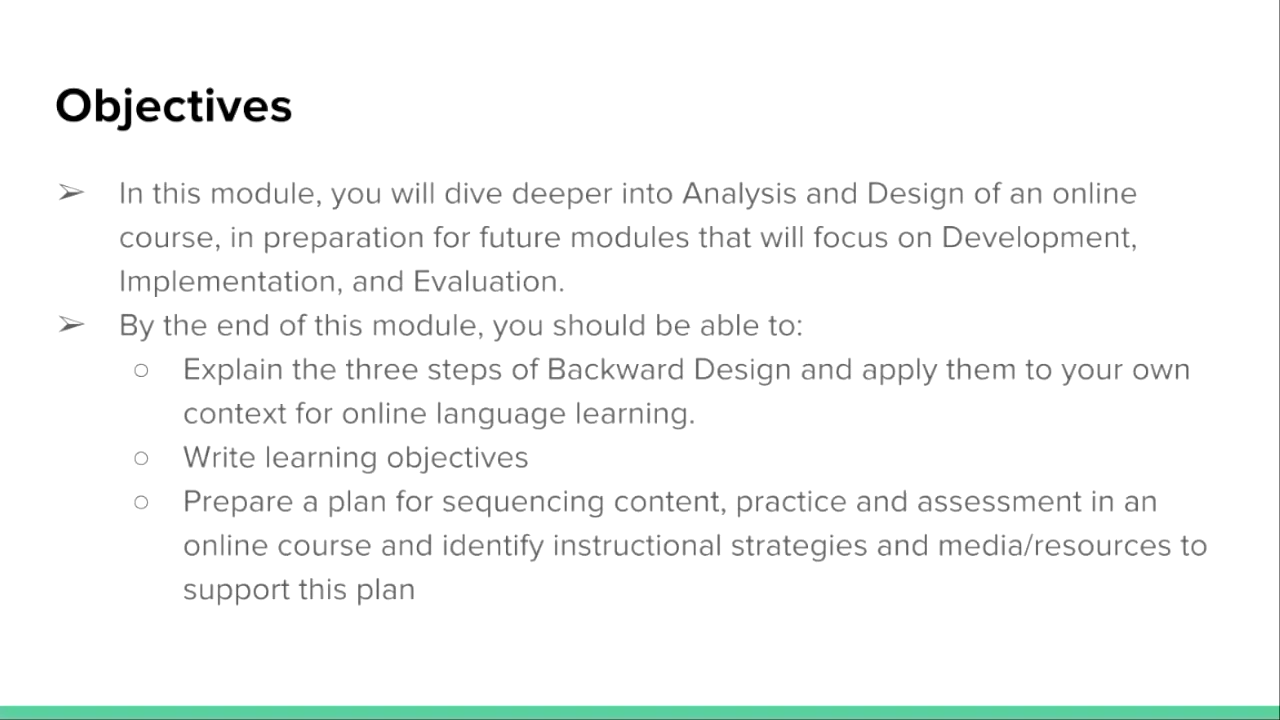 Objectives
➢ In this module, you will dive deeper into Analysis and Design of an online
course, in preparation for future modules that will focus on Development,
Implementation, and Evaluation.
➢ By the end of this module, you should be able to:
○ Explain the three steps of Backward Design and apply them to your own
context for online language learning.
○ Write learning objectives
○ Prepare a plan for sequencing content, practice and assessment in an
online course and identify instructional strategies and media/resources to
support this plan